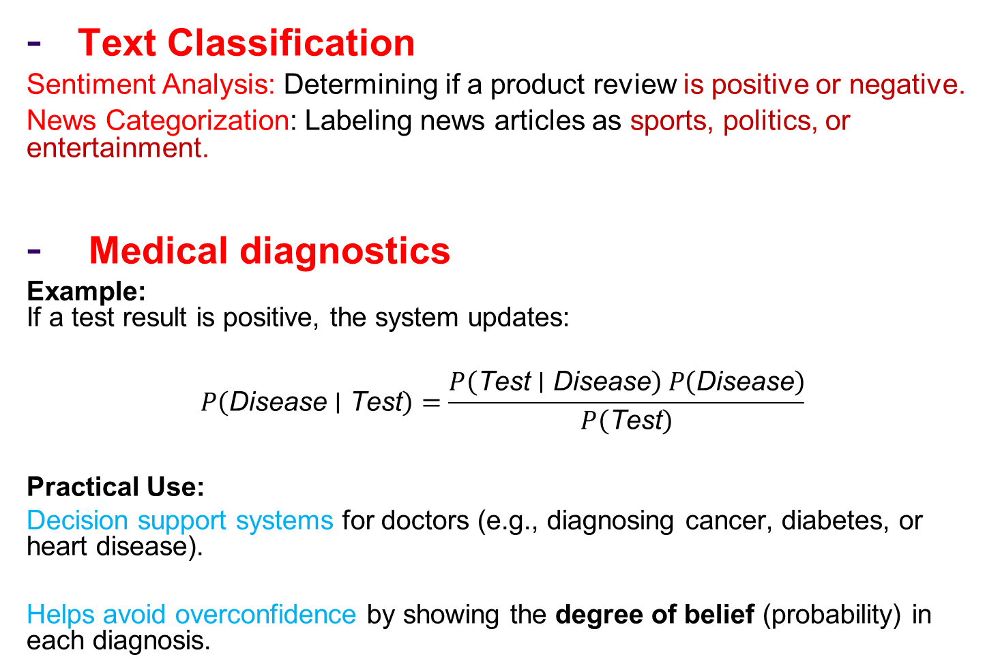 - Text Classification
Sentiment Analysis: Determining if a product review is positive or negative.
News Categorization: Labeling news articles as sports, politics, or
entertainment.
- Medical diagnostics
Example:
If a test result is positive, the system updates:
P(Disease | Test) = P(Test | Disease) P(Disease) / P(Test)
Practical Use:
Decision support systems for doctors (e.g., diagnosing cancer, diabetes, or
heart disease).
Helps avoid overconfidence by showing the degree of belief (probability) in
each diagnosis.